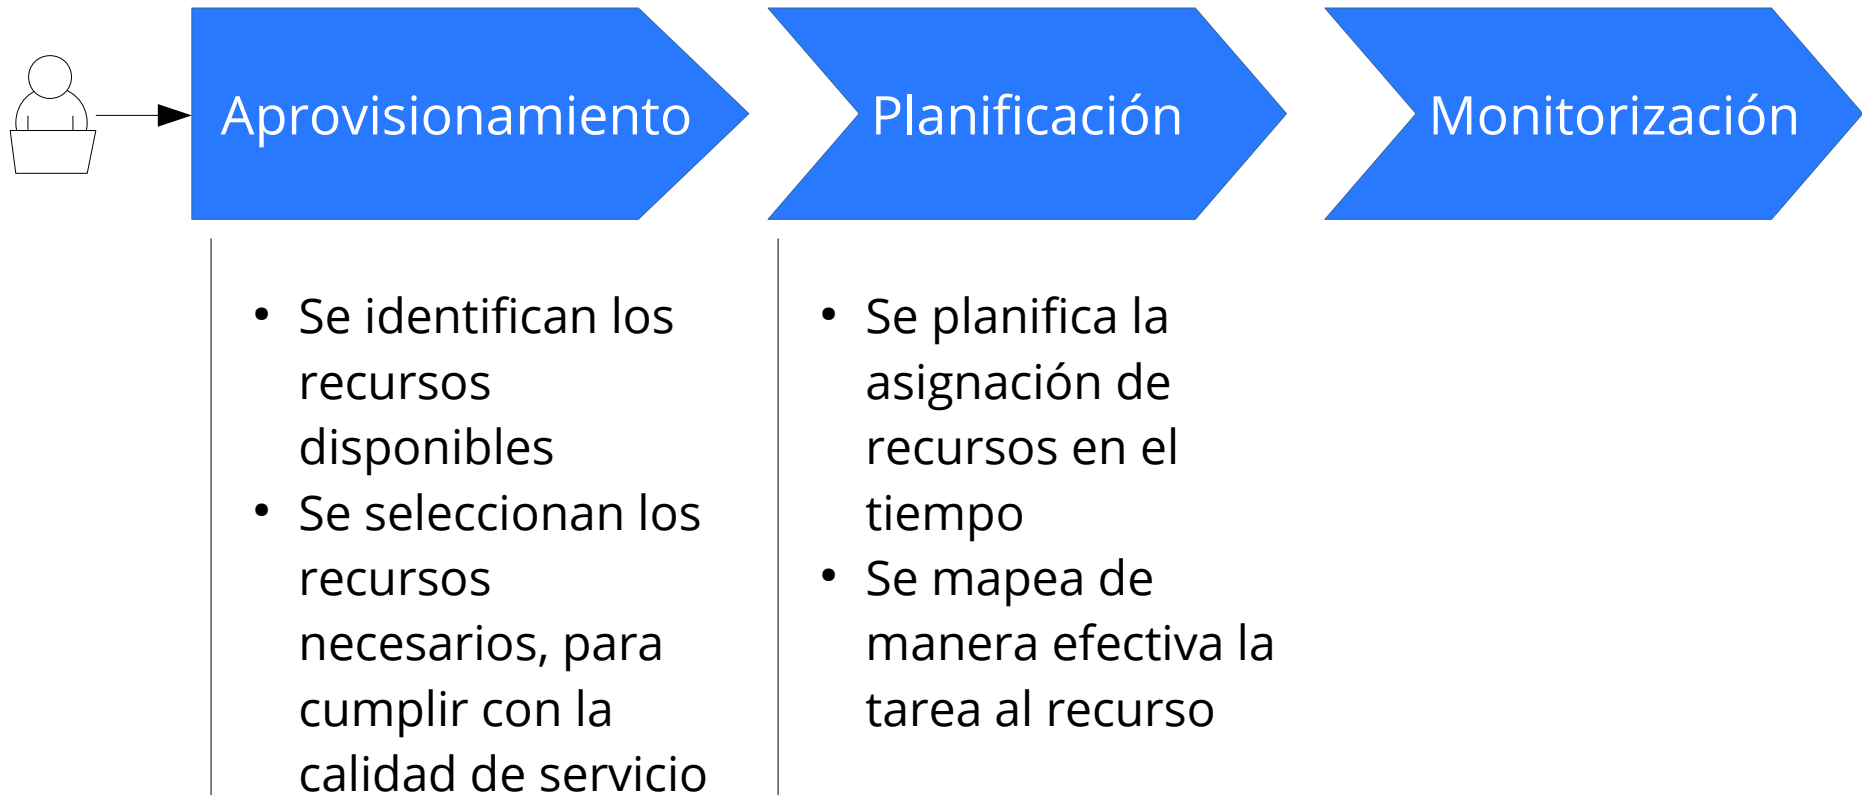 Aprovisionamiento
Planificación
Monitorización
• Se identifican los
recursos
disponibles
• Se seleccionan los
recursos
necesarios, para
cumplir con la
calidad de servicio
• Se planifica la
asignación de
recursos en el
tiempo
• Se mapea de
manera efectiva la
tarea al recurso